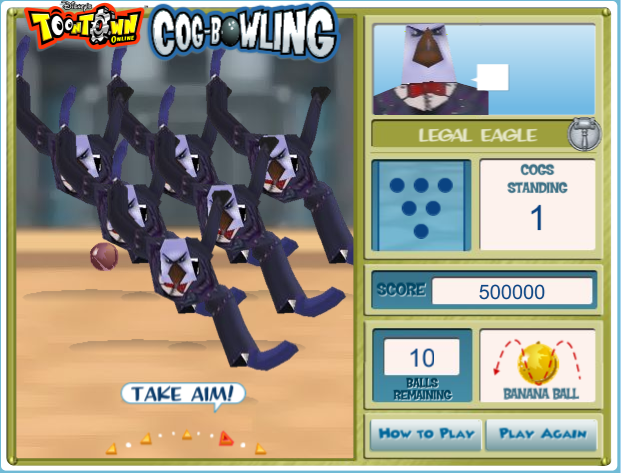 Disney's
TOONTOWN
ONLINE
COG-BOWLING
LEGAL EAGLE
COGS
STANDING
1
SCORE 500000
10
BALLS
REMAINING
BANANA BALL
TAKE AIM!
HOW TO PLAY
PLAY AGAIN